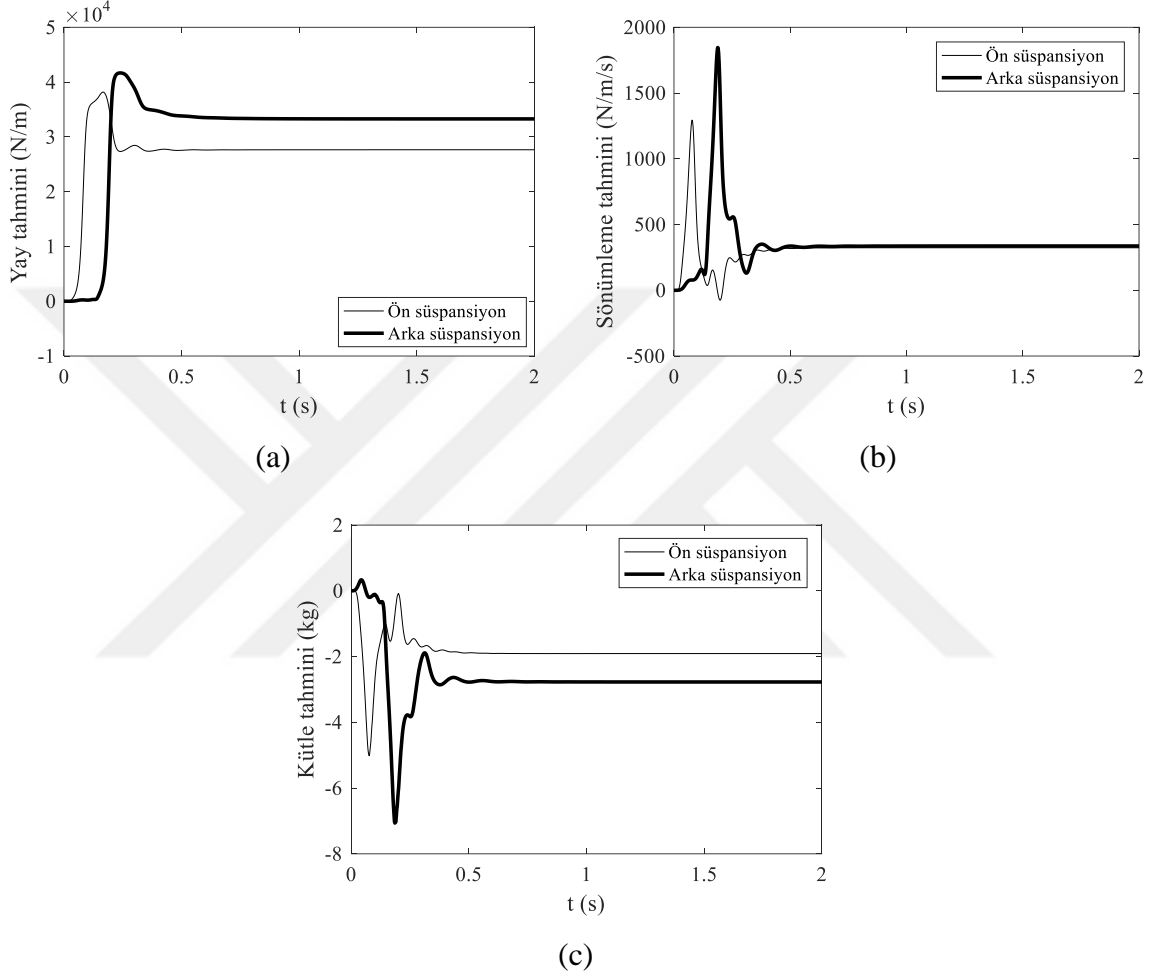 ×10⁴
5
4
3
2
1
0
-1
Yay tahmini (N/m)
Ön süspansiyon
Arka süspansiyon
0
0.5
1
1.5
2
t (s)
(a)
2000
1500
1000
500
0
-500
Sönümleme tahmini (N/m/s)
Ön süspansiyon
Arka süspansiyon
0
0.5
1
1.5
2
t (s)
(b)
2
0
-2
-4
-6
-8
Kütle tahmini (kg)
Ön süspansiyon
Arka süspansiyon
0
0.5
1
1.5
2
t (s)
(c)